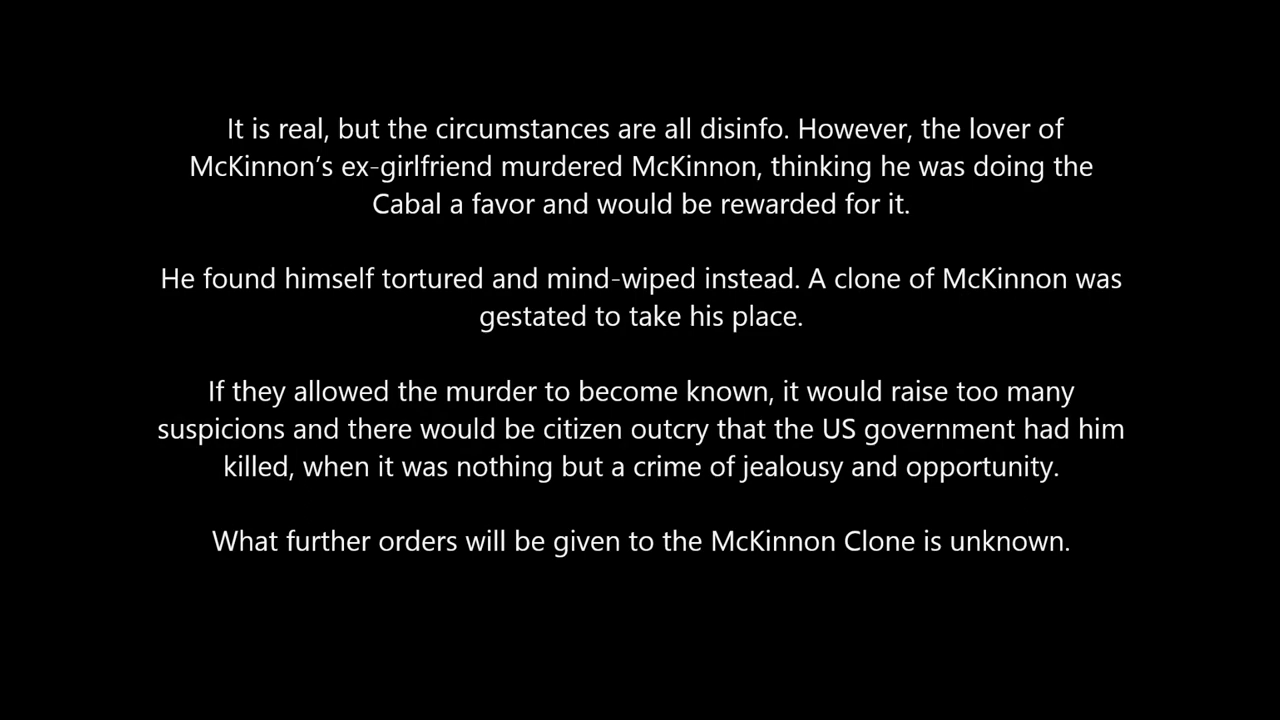 It is real, but the circumstances are all disinfo. However, the lover of
McKinnon’s ex-girlfriend murdered McKinnon, thinking he was doing the
Cabal a favor and would be rewarded for it.
He found himself tortured and mind-wiped instead. A clone of McKinnon was
gestated to take his place.
If they allowed the murder to become known, it would raise too many
suspicions and there would be citizen outcry that the US government had him
killed, when it was nothing but a crime of jealousy and opportunity.
What further orders will be given to the McKinnon Clone is unknown.